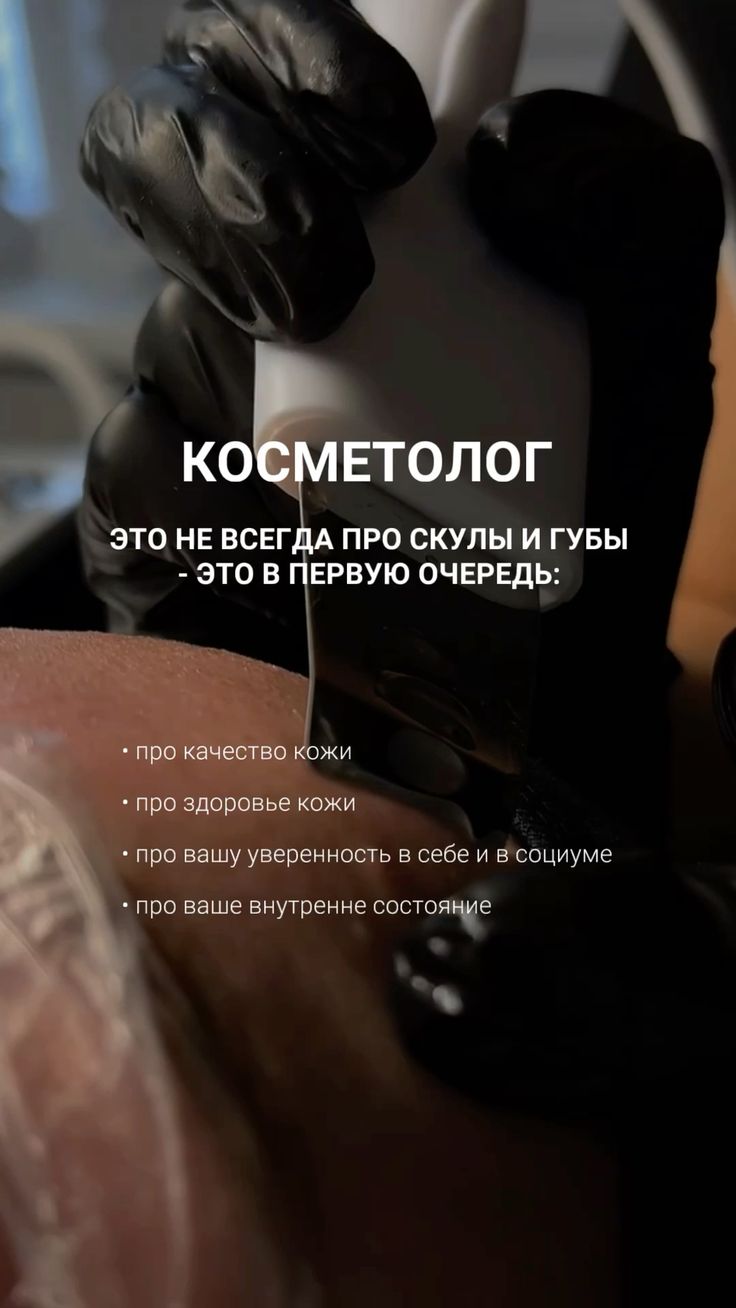 КОСМЕТОЛОГ
ЭТО НЕ ВСЕГДА ПРО СКУЛЫ И ГУБЫ
- ЭТО В ПЕРВУЮ ОЧЕРЕДЬ:
• про качество кожи
• про здоровье кожи
• про вашу уверенность в себе и в социуме
• про ваше внутренне состояние